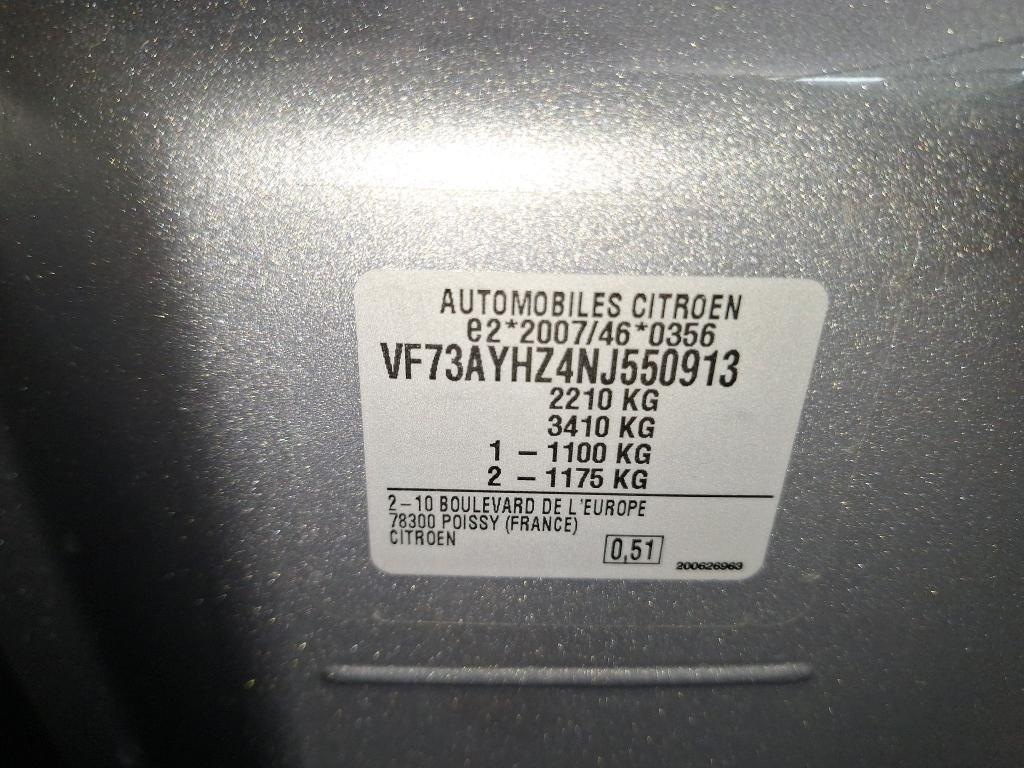 AUTOMOBILES CITROEN
e2*2007/46*0356
VF73AYHZ4NJ550913
2210 KG
3410 KG
1 – 1100 KG
2 – 1175 KG
2–10 BOULEVARD DE L'EUROPE
78300 POISSY (FRANCE)
CITROEN
0,51
200626963